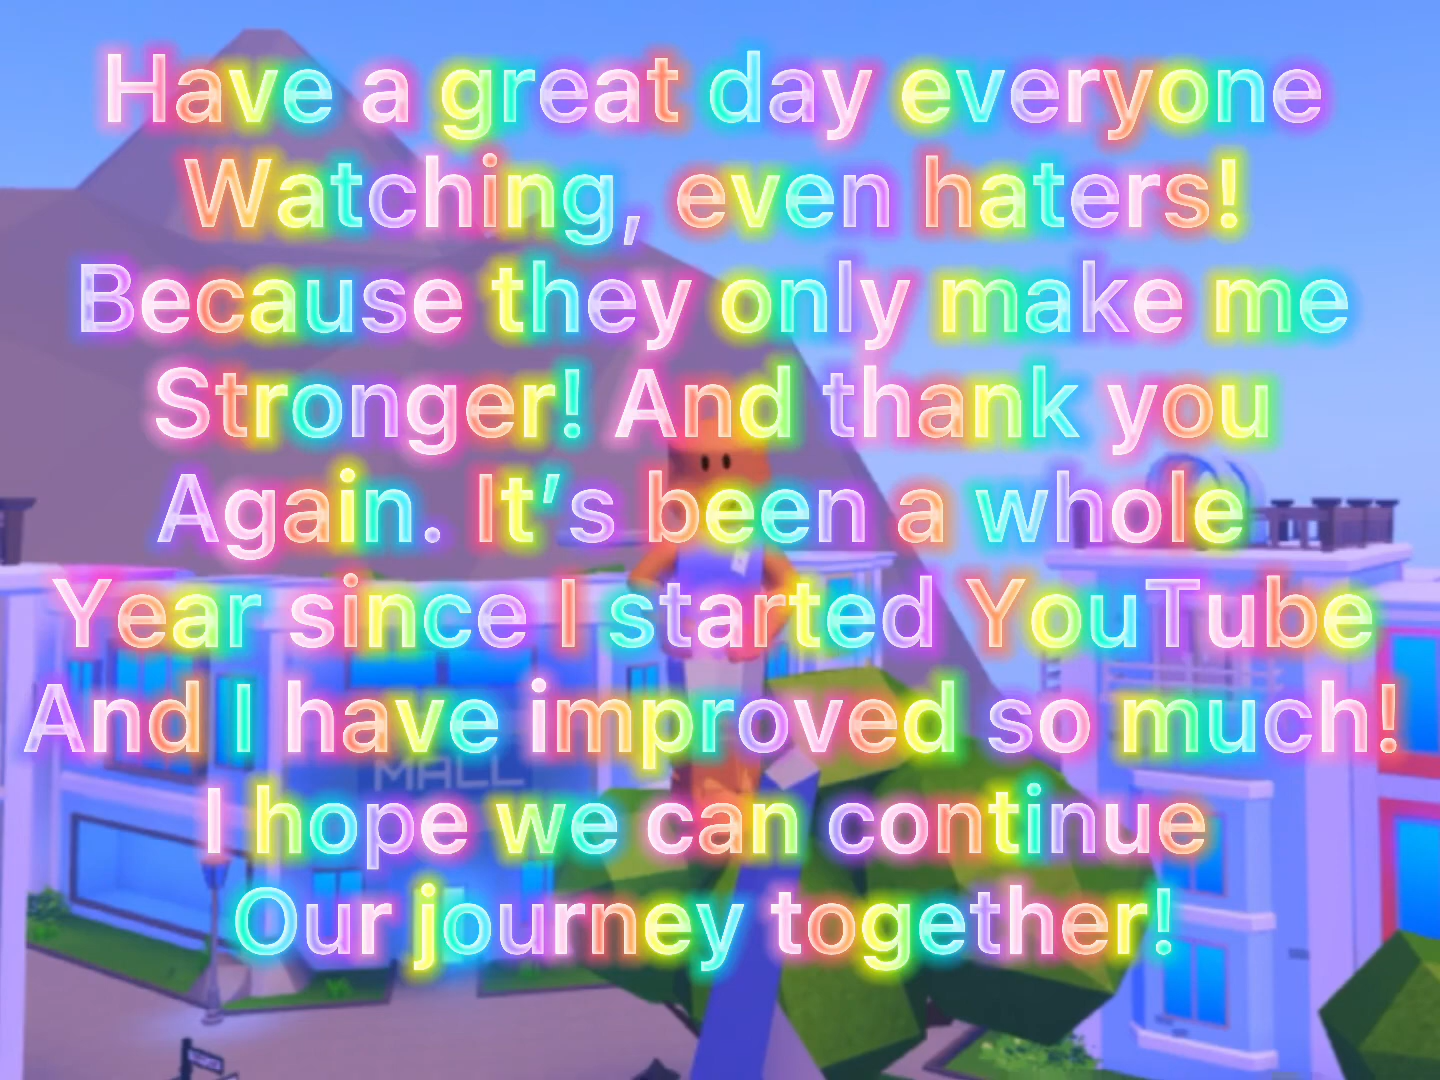 Have a great day everyone
Watching, even haters!
Because they only make me
Stronger! And thank you
Again. It’s been a whole
Year since I started YouTube
And I have improved so much!
MALL
I hope we can continue
Our journey together!